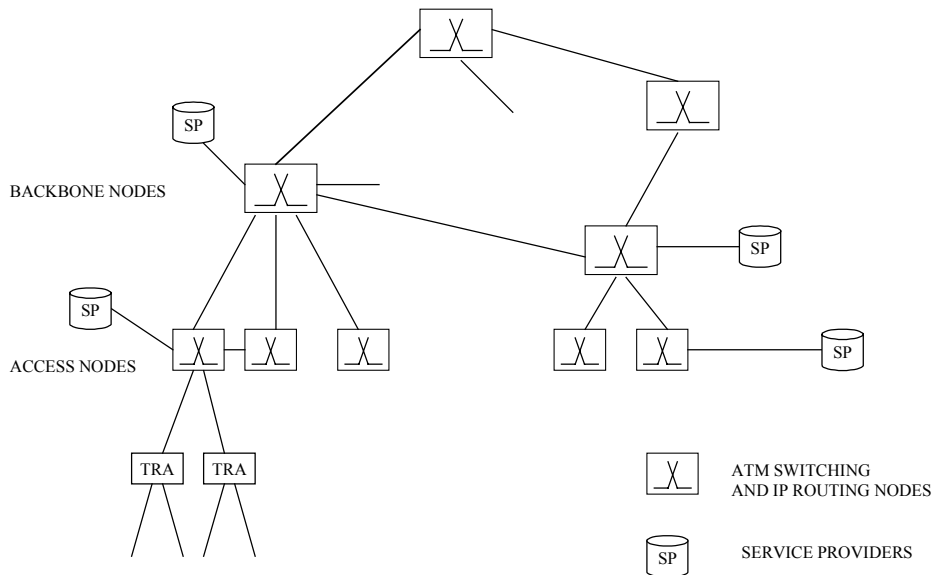 SP
BACKBONE NODES
SP
SP
ACCESS NODES
SP
TRA
TRA
ATM SWITCHING
AND IP ROUTING NODES
SP
SERVICE PROVIDERS